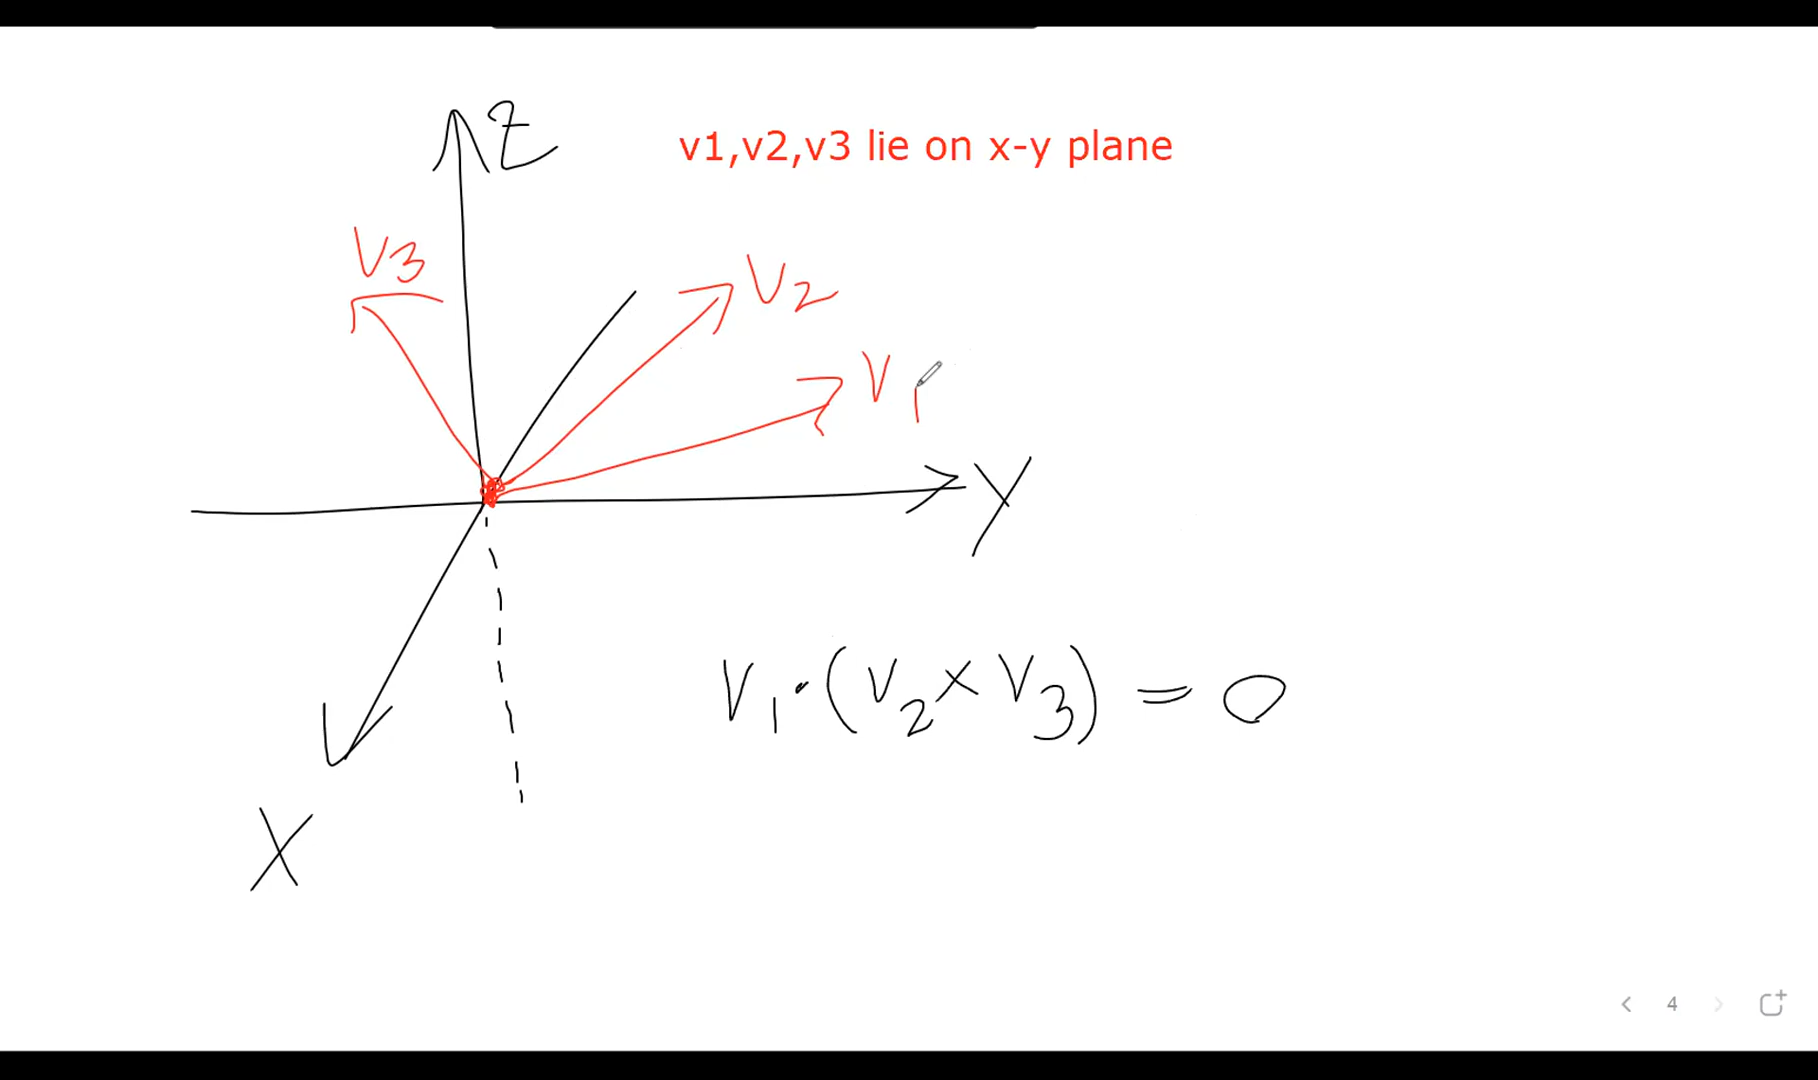 Z
v1,v2,v3 lie on x-y plane
V3
V2
V1
Y
V1·(V2×V3) = 0
X
4